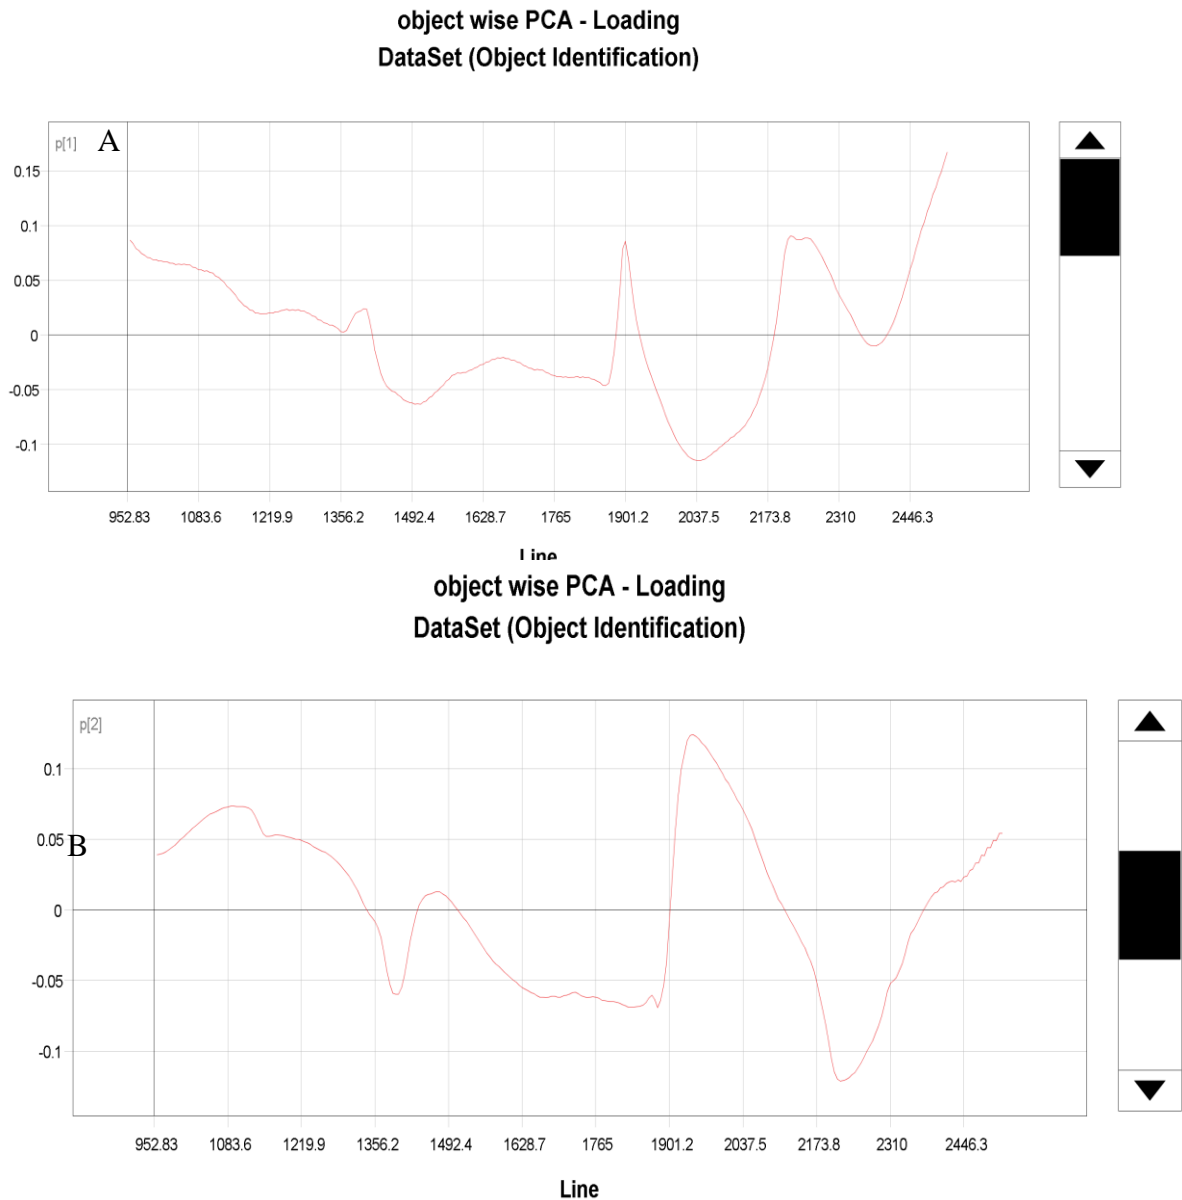 object wise PCA - Loading
DataSet (Object Identification)
p[1] A
0.15
0.1
0.05
0
-0.05
-0.1
952.83 1083.6 1219.9 1356.2 1492.4 1628.7 1765 1901.2 2037.5 2173.8 2310 2446.3
Line
object wise PCA - Loading
DataSet (Object Identification)
p[2]
0.1
0.05 B
0
-0.05
-0.1
952.83 1083.6 1219.9 1356.2 1492.4 1628.7 1765 1901.2 2037.5 2173.8 2310 2446.3
Line